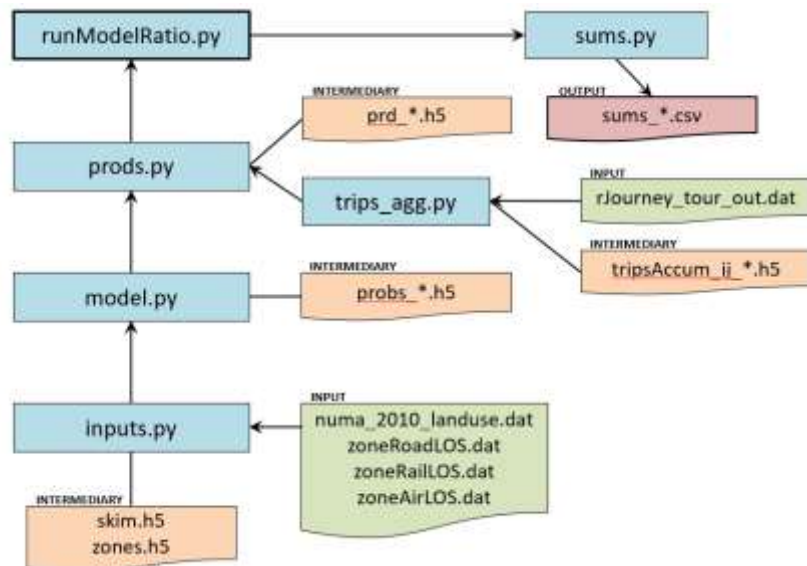 runModelRatio.py
sums.py
INTERMEDIARY
prd_*.h5
OUTPUT
sums_*.csv
prods.py
trips_agg.py
INPUT
rJourney_tour_out.dat
INTERMEDIARY
tripsAccum_ij_*.h5
model.py
INTERMEDIARY
probs_*.h5
inputs.py
INPUT
numa_2010_landuse.dat
zoneRoadLOS.dat
zoneRailLOS.dat
zoneAirLOS.dat
INTERMEDIARY
skim.h5
zones.h5